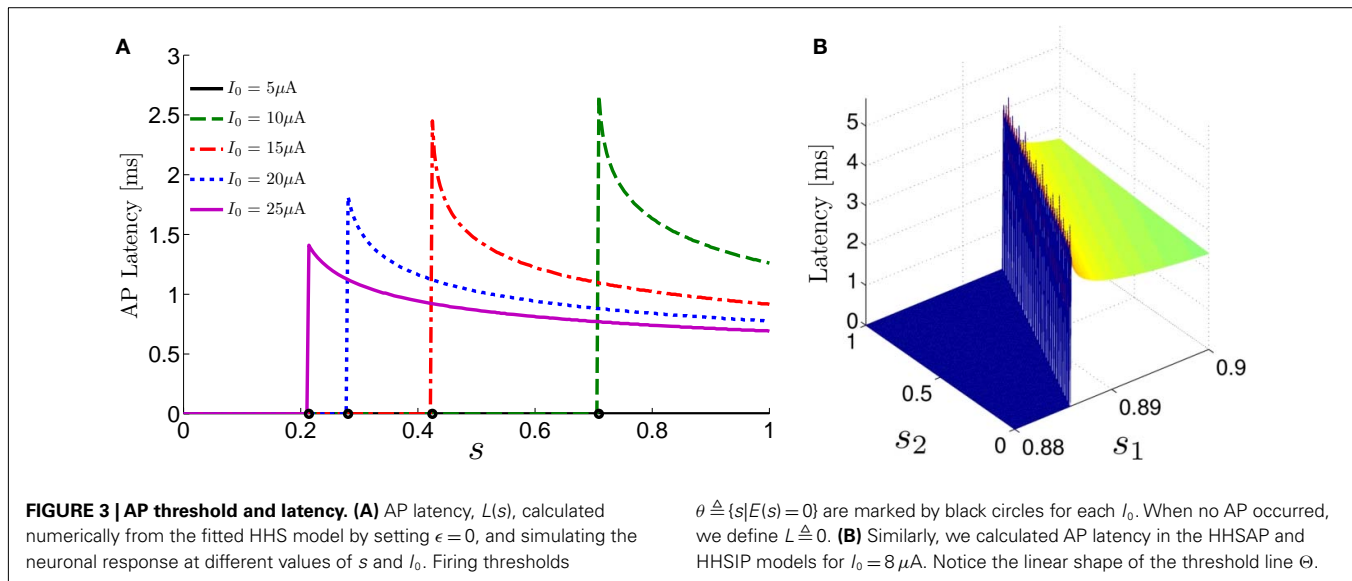 A
3
2.5
2
1.5
1
0.5
0
AP Latency [ms]
I₀ = 5μA
I₀ = 10μA
I₀ = 15μA
I₀ = 20μA
I₀ = 25μA
0 0.2 0.4 0.6 0.8 1
s
B
5
4
3
2
1
0
Latency [ms]
1
0.5
0
s₂
0.88
0.89
0.9
s₁
FIGURE 3 | AP threshold and latency. (A) AP latency, L(s), calculated
numerically from the fitted HHS model by setting ϵ = 0, and simulating the
neuronal response at different values of s and I₀. Firing thresholds
θ ≜ {s|E(s) = 0} are marked by black circles for each I₀. When no AP occurred,
we define L ≜ 0. (B) Similarly, we calculated AP latency in the HHSAP and
HHSIP models for I₀ = 8 μA. Notice the linear shape of the threshold line Θ.